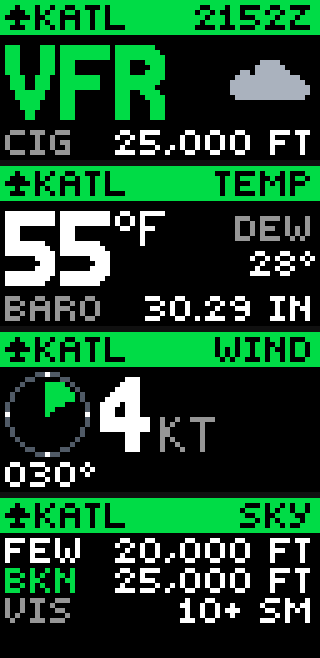 KATL 2152Z
VFR
CIG 25,000 FT
KATL TEMP
55°F
DEW
28°
BARO 30.29 IN
KATL WIND
4 KT
030°
KATL SKY
FEW 20,000 FT
BKN 25,000 FT
VIS 10+ SM